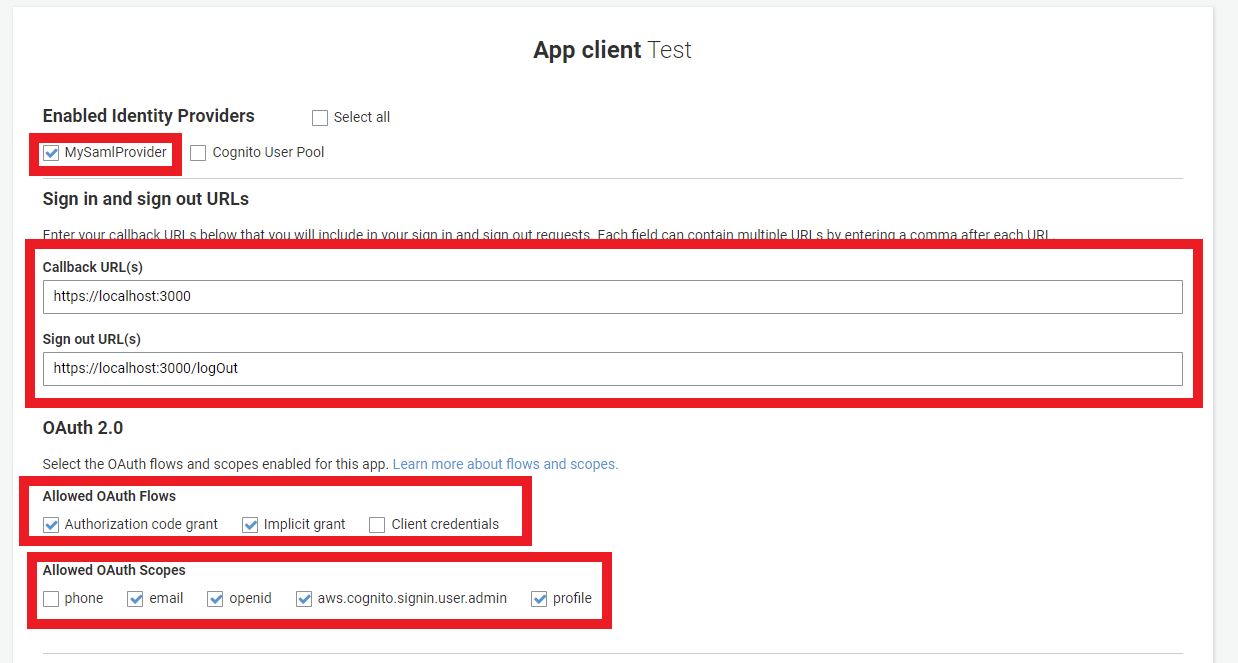 App client Test
Enabled Identity Providers Select all
MySamlProvider Cognito User Pool
Sign in and sign out URLs
Enter your callback URLs below that you will include in your sign in and sign out requests. Each field can contain multiple URLs by entering a comma after each URL.
Callback URL(s)
https://localhost:3000
Sign out URL(s)
https://localhost:3000/logOut
OAuth 2.0
Select the OAuth flows and scopes enabled for this app. Learn more about flows and scopes.
Allowed OAuth Flows
Authorization code grant Implicit grant Client credentials
Allowed OAuth Scopes
phone email openid aws.cognito.signin.user.admin profile